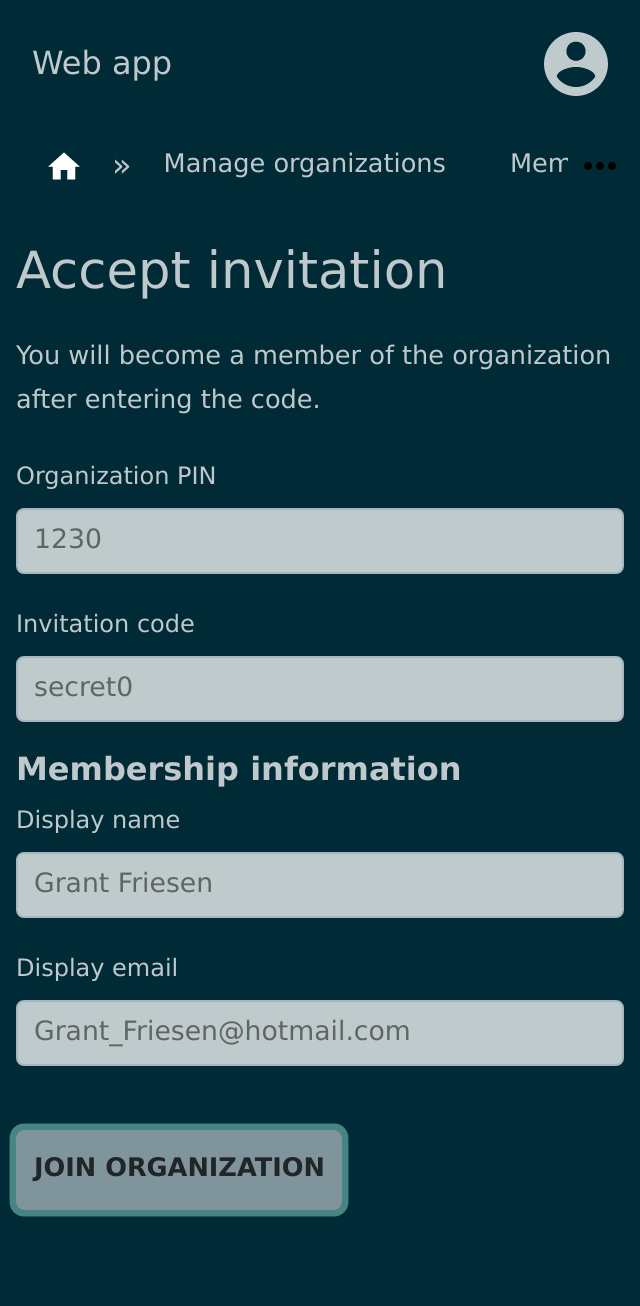 Web app
» Manage organizations Mem
Accept invitation
You will become a member of the organization
after entering the code.
Organization PIN
1230
Invitation code
secret0
Membership information
Display name
Grant Friesen
Display email
Grant_Friesen@hotmail.com
JOIN ORGANIZATION